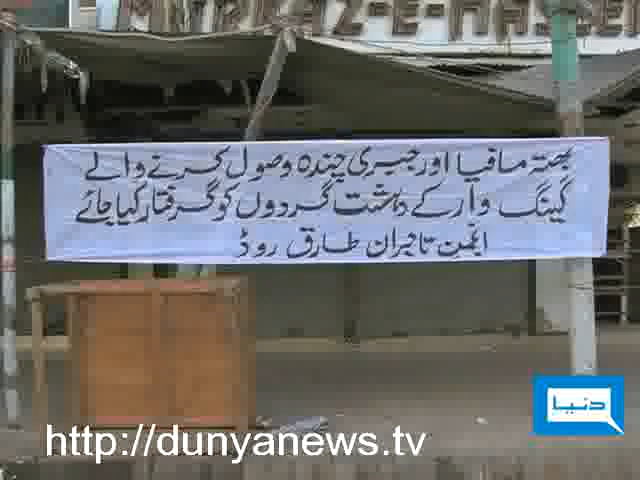 MARKAZ-E-
بھتہ مافیا اور جبری چندہ وصول کرنے والے
گینگ وار کے دہشت گردوں کو گرفتار کیا جائے
انجمن تاجران طارق روڈ
دنیا
http://dunyanews.tv